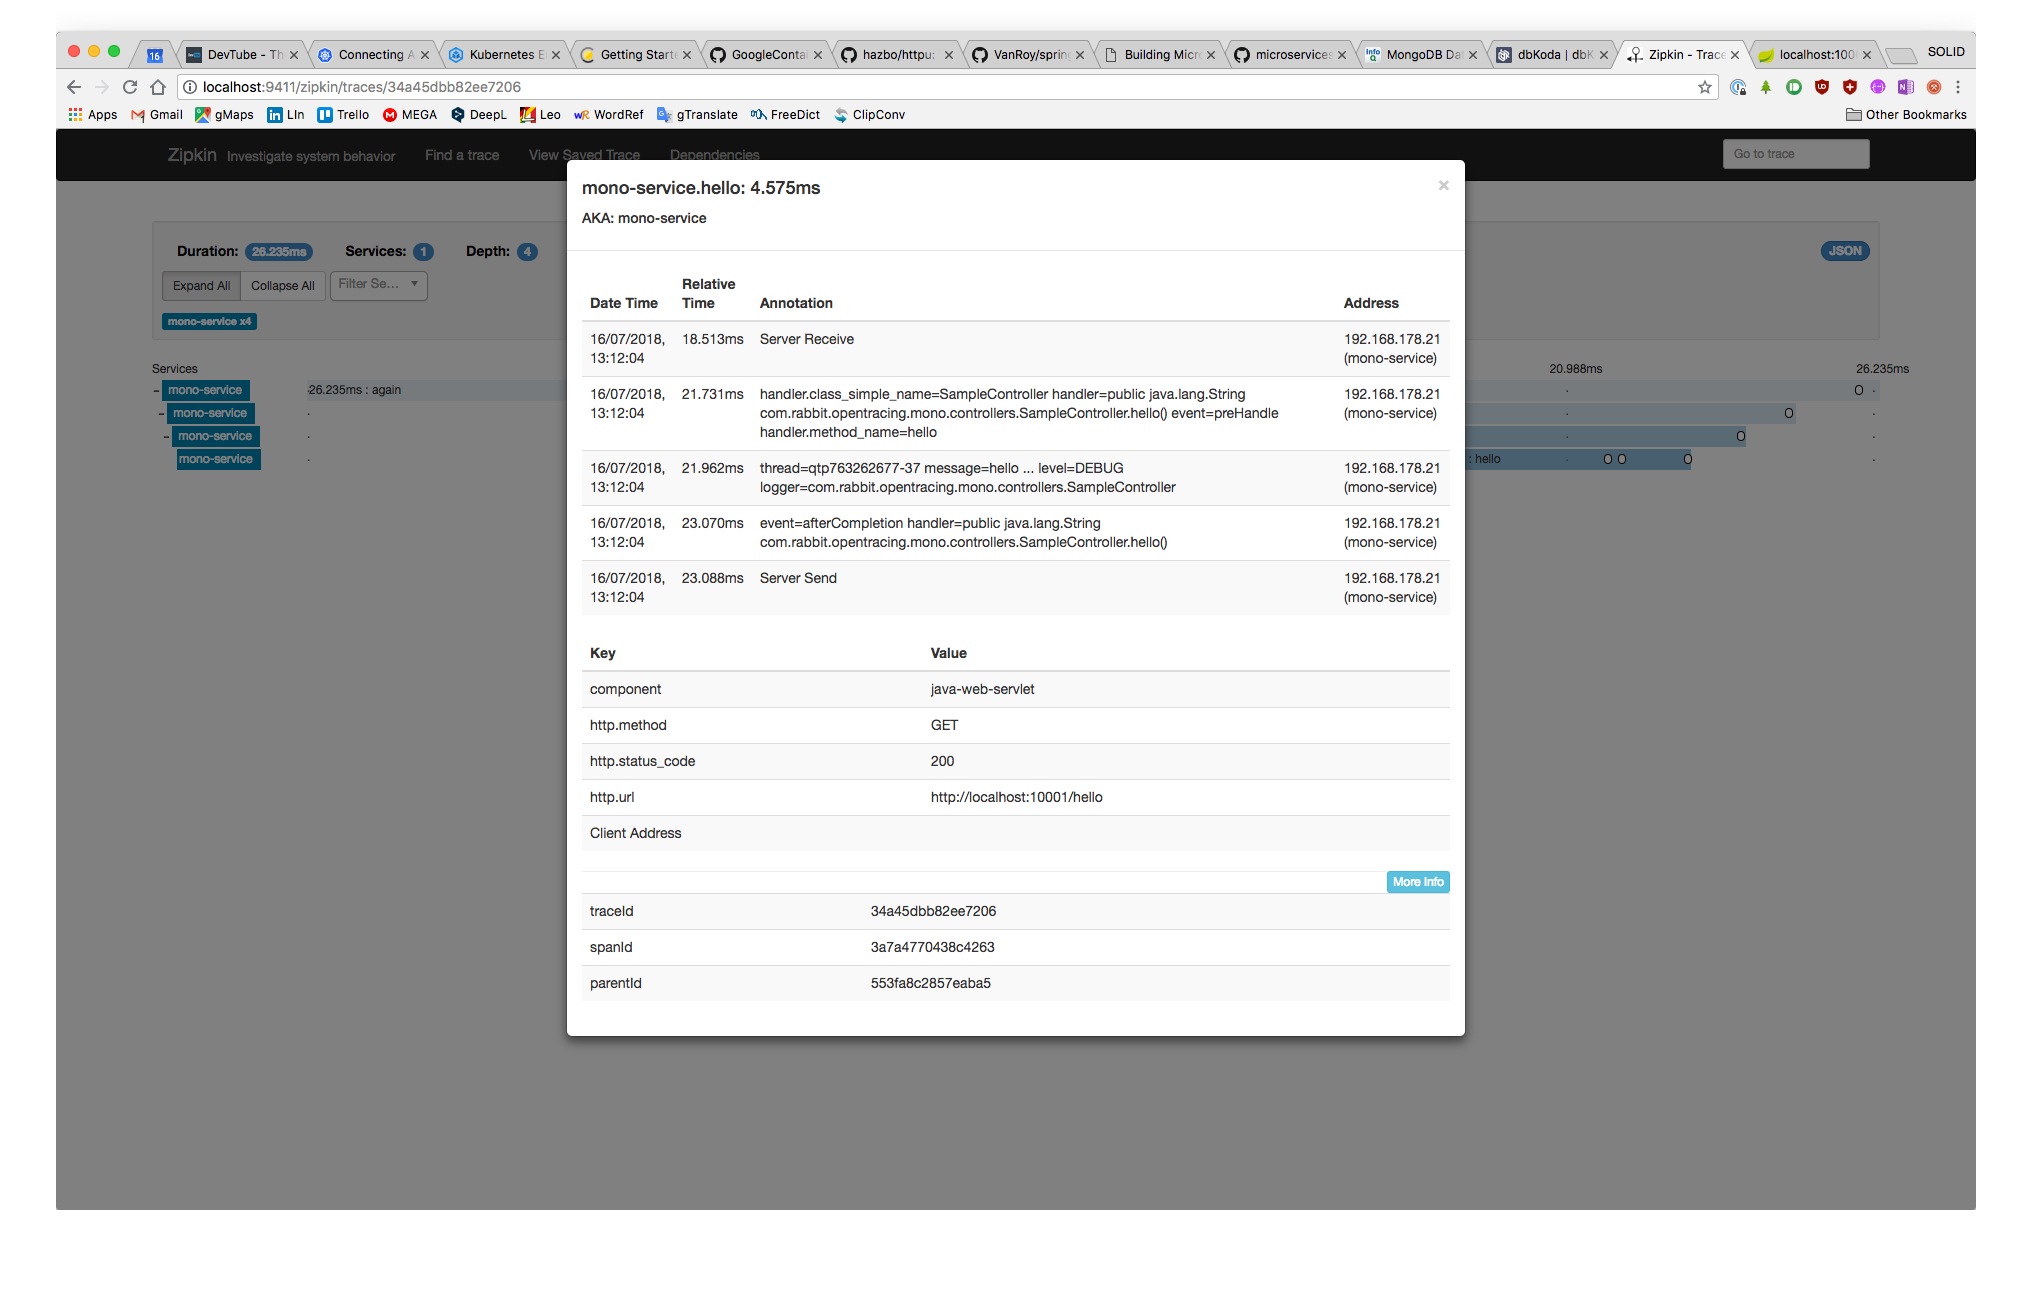 16 DevTube - Th Connecting A Kubernetes E Getting Starte GoogleContai hazbo/httpu: VanRoy/spring Building Micro microservices MongoDB Dat dbKoda | dbK Zipkin - Trace localhost:100 SOLID
localhost:9411/zipkin/traces/34a45dbb82ee7206
Apps Gmail gMaps LIn Trello MEGA DeepL Leo WordRef gTranslate FreeDict ClipConv Other Bookmarks
Zipkin Investigate system behavior Find a trace View Saved Trace Dependencies Go to trace
mono-service.hello: 4.575ms ×
AKA: mono-service
Duration: 26.235ms Services: 1 Depth: 4 JSON
Expand All Collapse All Filter Se...
mono-service x4
Services 20.988ms 26.235ms
- mono-service 26.235ms : again
- mono-service
- mono-service
mono-service : hello
Date Time Relative Time Annotation Address
16/07/2018, 18.513ms Server Receive 192.168.178.21
13:12:04 (mono-service)
16/07/2018, 21.731ms handler.class_simple_name=SampleController handler=public java.lang.String 192.168.178.21
13:12:04 com.rabbit.opentracing.mono.controllers.SampleController.hello() event=preHandle (mono-service)
handler.method_name=hello
16/07/2018, 21.962ms thread=qtp763262677-37 message=hello ... level=DEBUG 192.168.178.21
13:12:04 logger=com.rabbit.opentracing.mono.controllers.SampleController (mono-service)
16/07/2018, 23.070ms event=afterCompletion handler=public java.lang.String 192.168.178.21
13:12:04 com.rabbit.opentracing.mono.controllers.SampleController.hello() (mono-service)
16/07/2018, 23.088ms Server Send 192.168.178.21
13:12:04 (mono-service)
Key Value
component java-web-servlet
http.method GET
http.status_code 200
http.url http://localhost:10001/hello
Client Address
More Info
traceId 34a45dbb82ee7206
spanId 3a7a4770438c4263
parentId 553fa8c2857eaba5